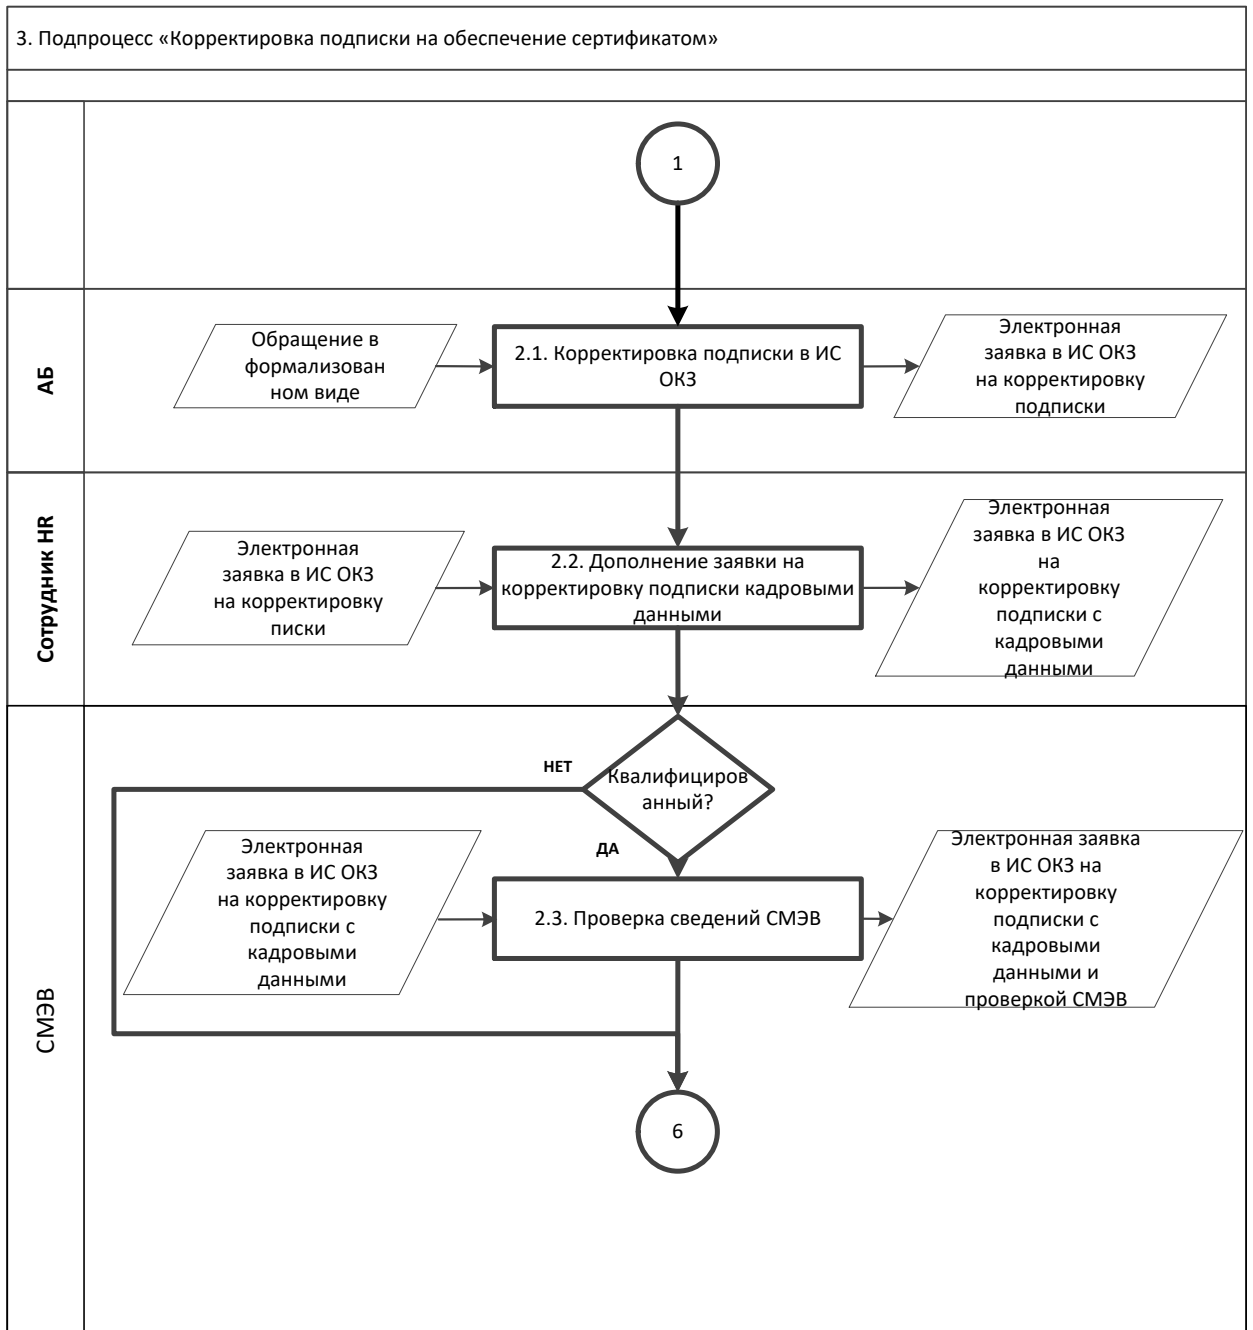 3. Подпроцесс «Корректировка подписки на обеспечение сертификатом»
1
АБ
Обращение в
формализован
ном виде
2.1. Корректировка подписки в ИС
ОКЗ
Электронная
заявка в ИС ОКЗ
на корректировку
подписки
Сотрудник HR
Электронная
заявка в ИС ОКЗ
на корректировку
писки
2.2. Дополнение заявки на
корректировку подписки кадровыми
данными
Электронная
заявка в ИС ОКЗ
на
корректировку
подписки с
кадровыми
данными
СМЭВ
НЕТ
Квалифициров
анный?
ДА
Электронная
заявка в ИС ОКЗ
на корректировку
подписки с
кадровыми
данными
2.3. Проверка сведений СМЭВ
Электронная заявка
в ИС ОКЗ на
корректировку
подписки с
кадровыми
данными и
проверкой СМЭВ
6